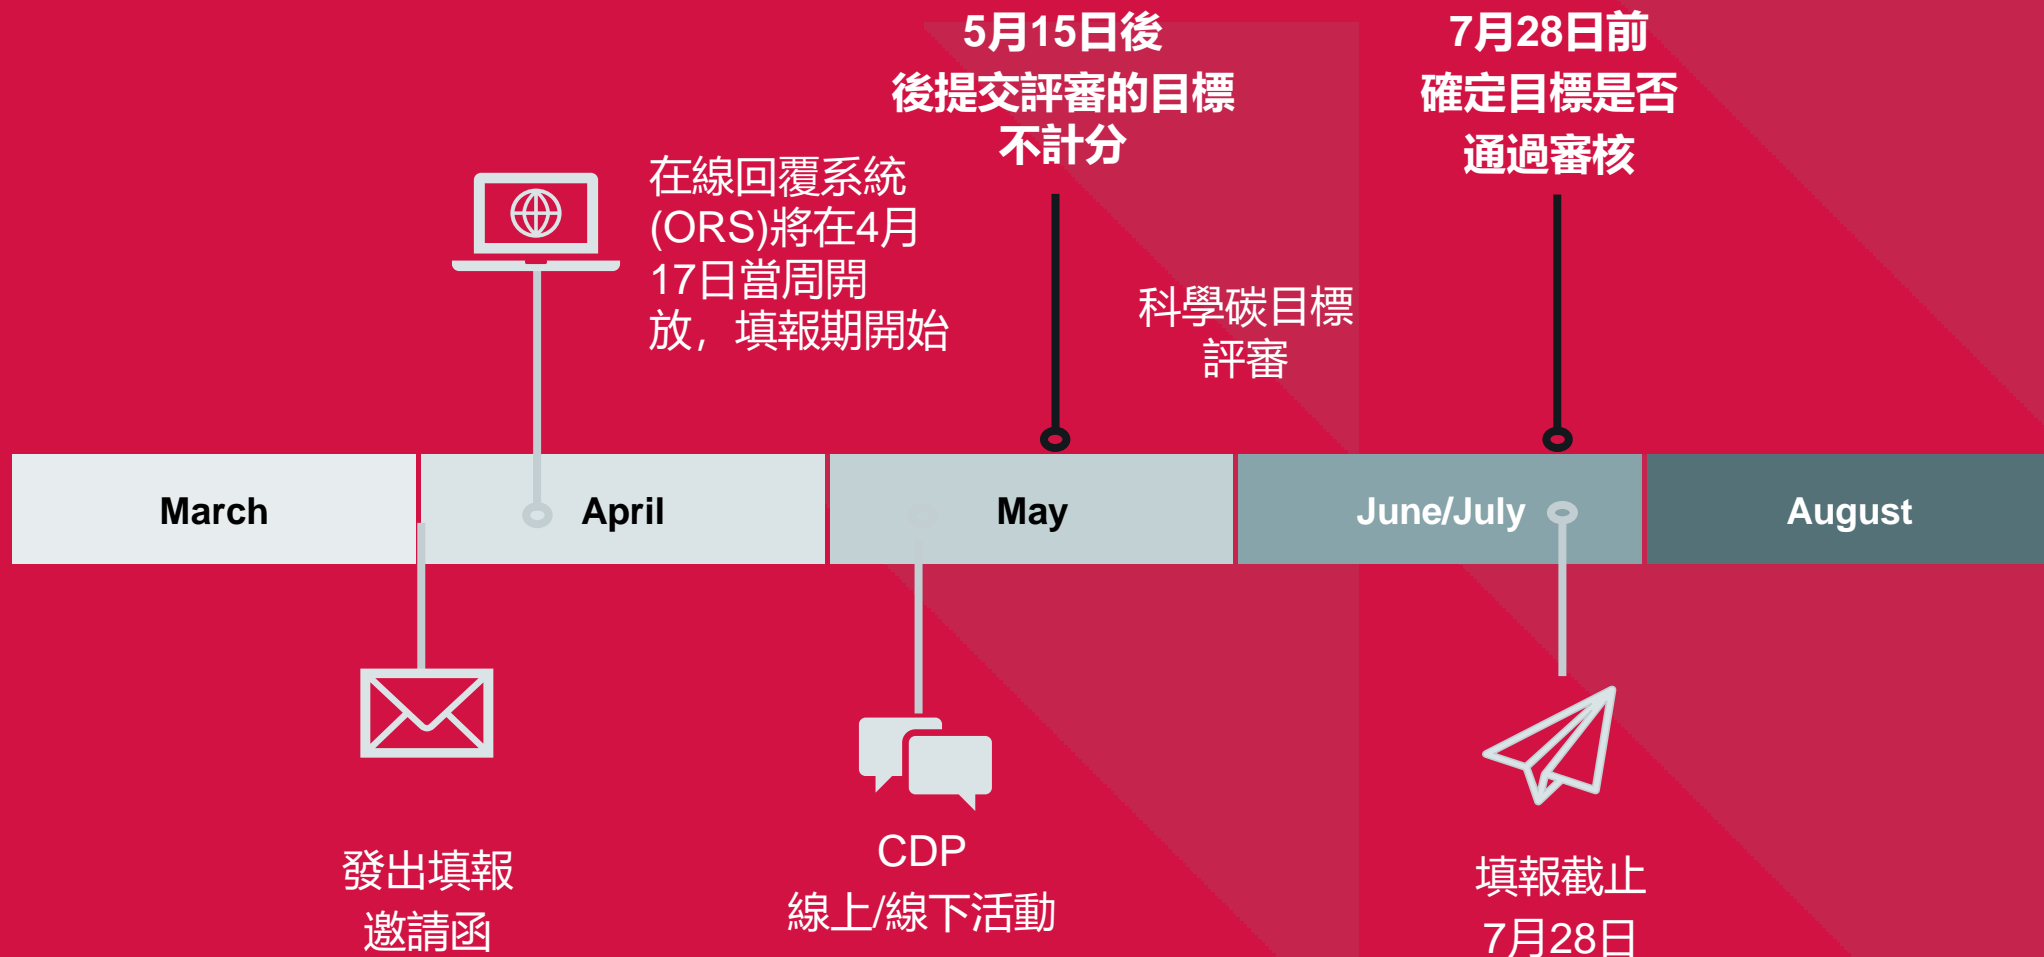 5月15日後
後提交評審的目標
不計分
7月28日前
確定目標是否
通過審核
在線回覆系統
(ORS)將在4月
17日當周開
放，填報期開始
科學碳目標
評審
March
April
May
June/July
August
發出填報
邀請函
CDP
線上/線下活動
填報截止
7月28日